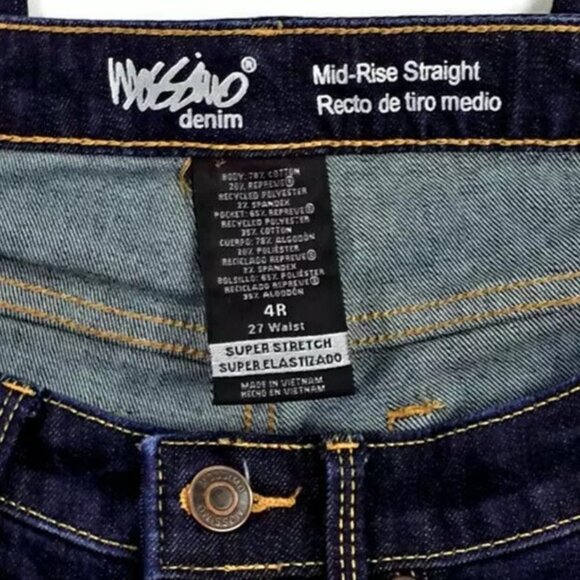 Mossimo®
denim
Mid-Rise Straight
Recto de tiro medio
BODY: 78% COTTON
20% REPREVE®
RECYCLED POLYESTER
2% SPANDEX
POCKET: 65% REPREVE®
RECYCLED POLYESTER
35% COTTON
CUERPO: 78% ALGODÓN
20% POLIÉSTER
RECICLADO REPREVE®
2% SPANDEX
BOLSILLO: 65% POLIÉSTER
RECICLADO REPREVE®
35% ALGODÓN
4R
27 Waist
SUPER STRETCH
SUPER ELASTIZADO
MADE IN VIETNAM
HECHO EN VIETNAM